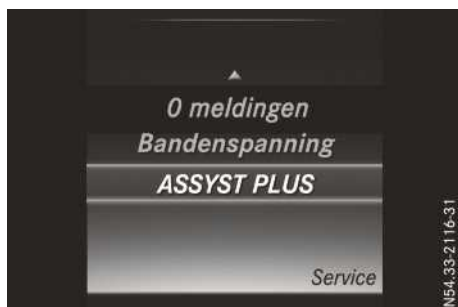 0 meldingen
Bandenspanning
ASSYST PLUS
Service
N54.33-2116-31